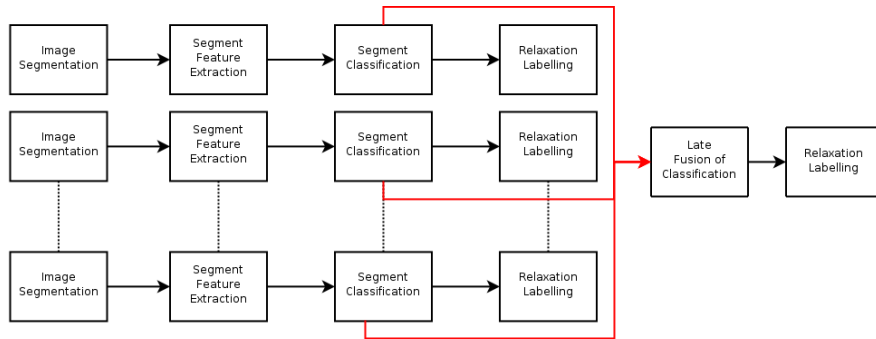 Image
Segmentation
Segment
Feature
Extraction
Segment
Classification
Relaxation
Labelling
Image
Segmentation
Segment
Feature
Extraction
Segment
Classification
Relaxation
Labelling
Late
Fusion of
Classification
Relaxation
Labelling
Image
Segmentation
Segment
Feature
Extraction
Segment
Classification
Relaxation
Labelling